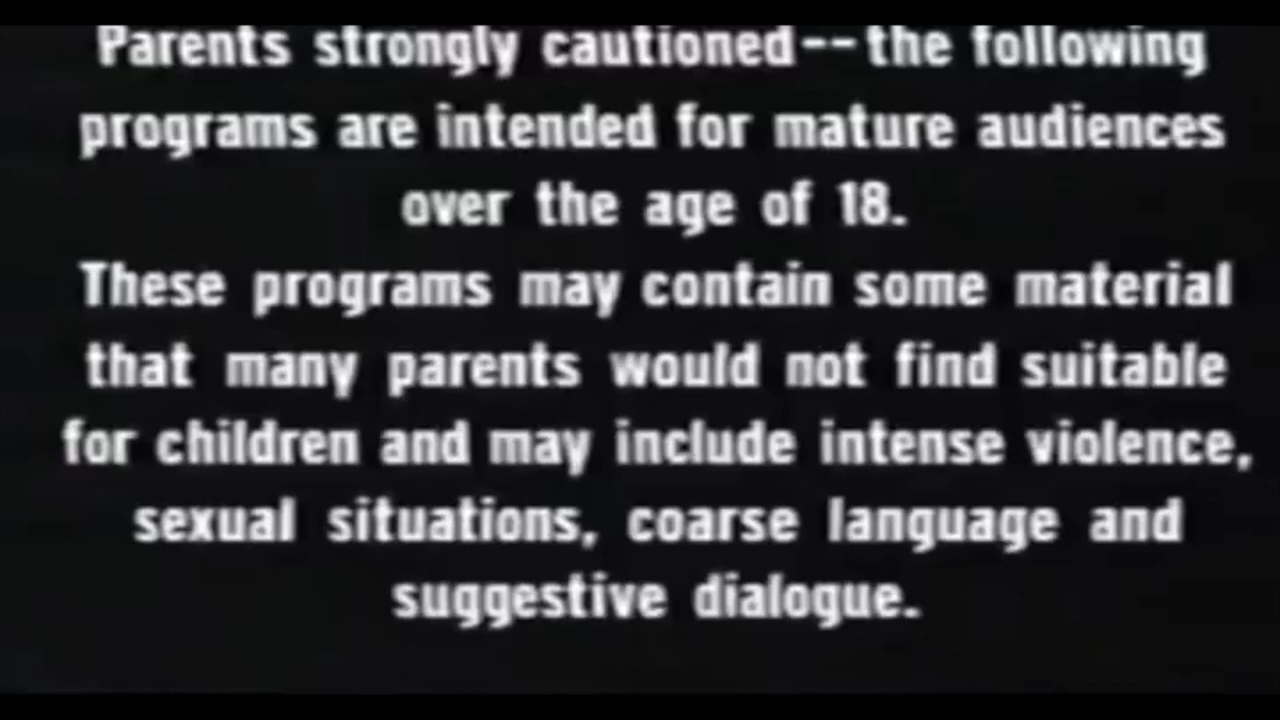 Parents strongly cautioned--the following
programs are intended for mature audiences
over the age of 18.
These programs may contain some material
that many parents would not find suitable
for children and may include intense violence,
sexual situations, coarse language and
suggestive dialogue.